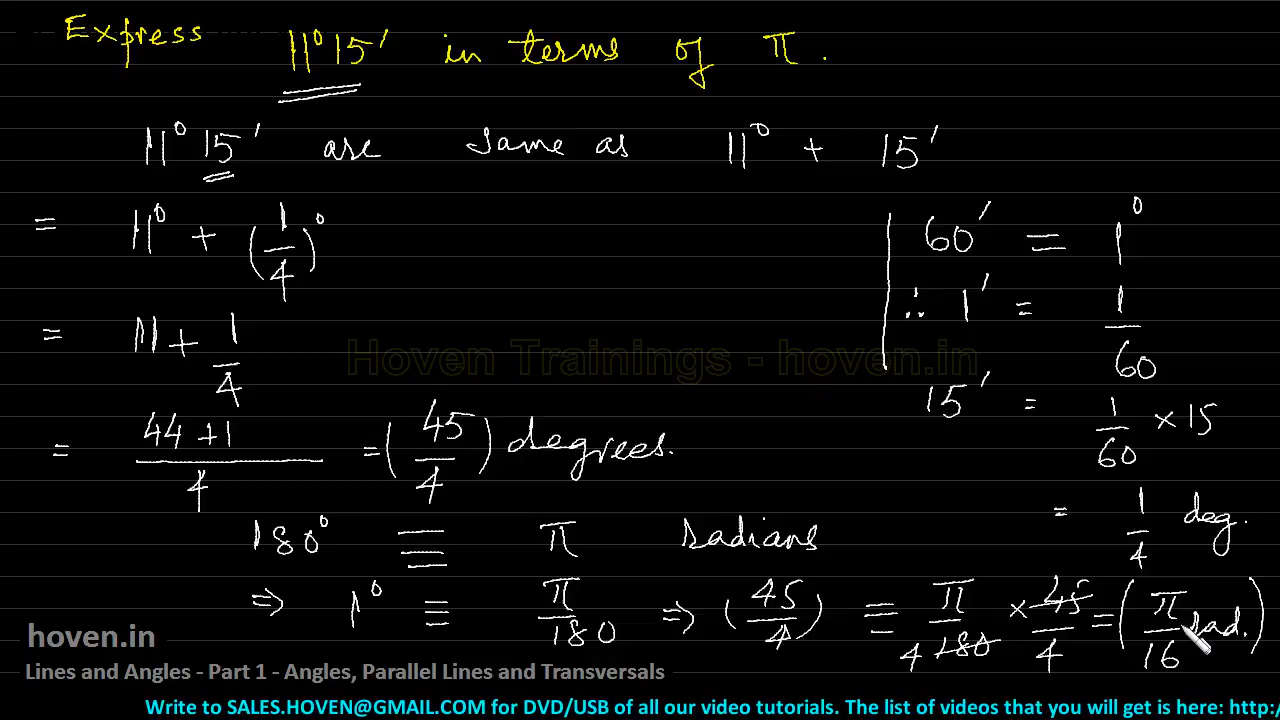 Express 11° 15′ in terms of π.
11° 15′ are same as 11° + 15′
= 11° + (1/4)°
60′ = 1°
∴ 1′ = 1/60
= 11 + 1/4
Hoven Trainings - hoven.in
15′ = 1/60 × 15
= 44 + 1/4 = (45/4) degrees.
= 1/4 deg.
180° ≡ π radians
⇒ 1° ≡ π/180 ⇒ (45/4) ≡ π/180 × 45/4 = (π/16 rad.)
4
hoven.in
Lines and Angles - Part 1 - Angles, Parallel Lines and Transversals
Write to SALES.HOVEN@GMAIL.COM for DVD/USB of all our video tutorials. The list of videos that you will get is here: http:/